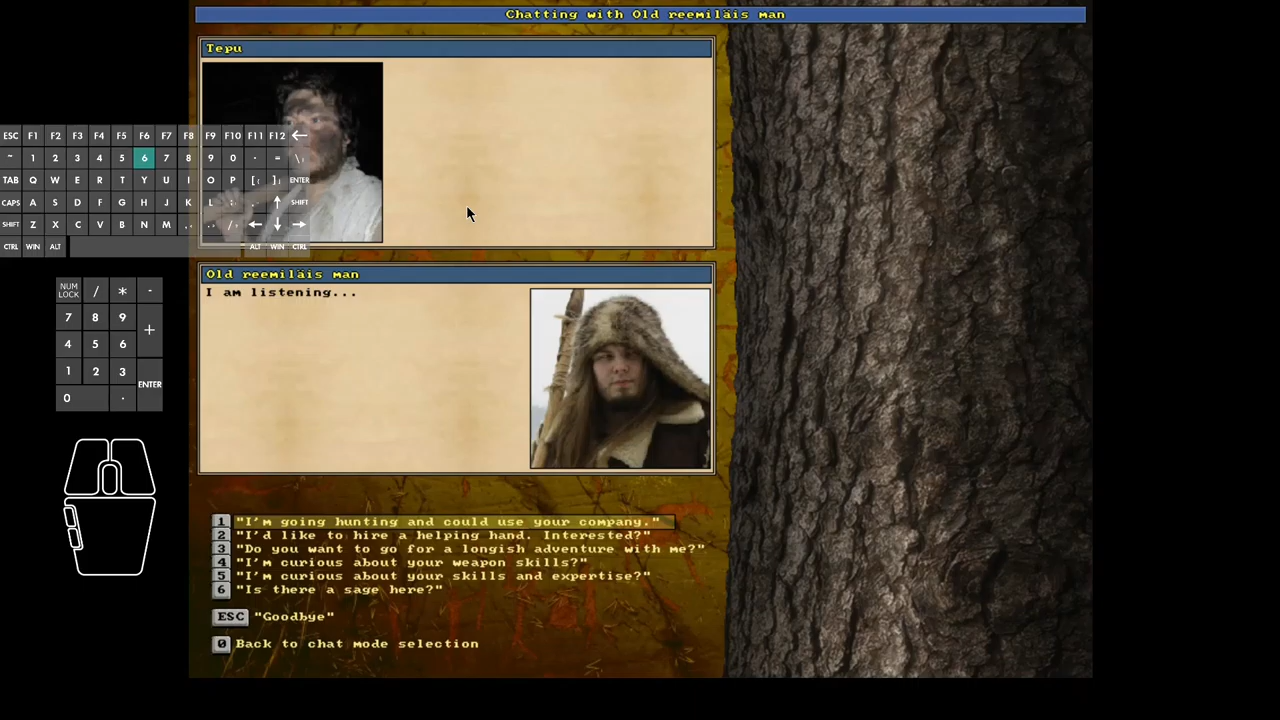 Chatting with Old reemiläis man
Tepu
ESC F1 F2 F3 F4 F5 F6 F7 F8 F9 F10 F11 F12 ←
~ 1 2 3 4 5 6 7 8 9 0 - = \
TAB Q W E R T Y U I O P [{ ]} ENTER
CAPS A S D F G H J K L ↑ SHIFT
SHIFT Z X C V B N M / ← ↓ →
CTRL WIN ALT ALT WIN CTRL
Old reemiläis man
I am listening...
NUM LOCK / * -
7 8 9 +
4 5 6
1 2 3 ENTER
0 .
1 "I'm going hunting and could use your company."
2 "I'd like to hire a helping hand. Interested?"
3 "Do you want to go for a longish adventure with me?"
4 "I'm curious about your weapon skills?"
5 "I'm curious about your skills and expertise?"
6 "Is there a sage here?"
ESC "Goodbye"
0 Back to chat mode selection